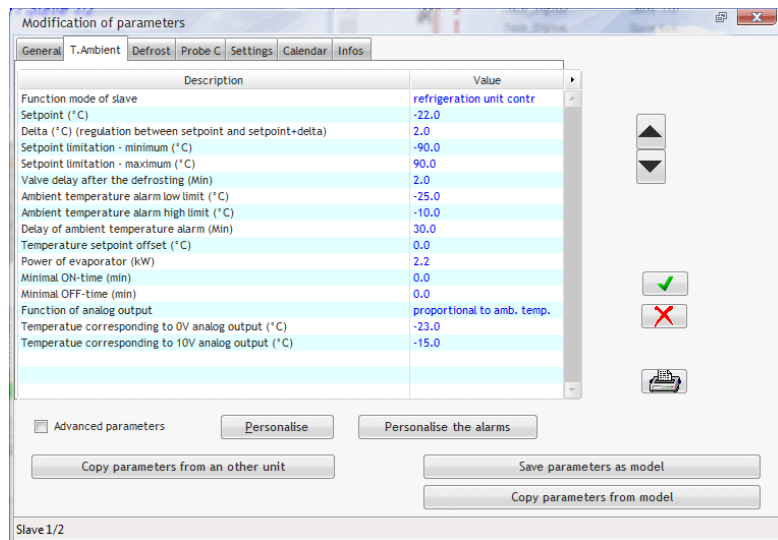 Modification of parameters
General T.Ambient Defrost Probe C Settings Calendar Infos
Description Value
Function mode of slave refrigeration unit contr
Setpoint (°C) -22.0
Delta (°C) (regulation between setpoint and setpoint+delta) 2.0
Setpoint limitation - minimum (°C) -90.0
Setpoint limitation - maximum (°C) 90.0
Valve delay after the defrosting (Min) 2.0
Ambient temperature alarm low limit (°C) -25.0
Ambient temperature alarm high limit (°C) -10.0
Delay of ambient temperature alarm (Min) 30.0
Temperature setpoint offset (°C) 0.0
Power of evaporator (kW) 2.2
Minimal ON-time (min) 0.0
Minimal OFF-time (min) 0.0
Function of analog output proportional to amb. temp.
Temperatue corresponding to 0V analog output (°C) -23.0
Temperatue corresponding to 10V analog output (°C) -15.0
Advanced parameters Personalise Personalise the alarms
Copy parameters from an other unit Save parameters as model
Copy parameters from model
Slave 1/2